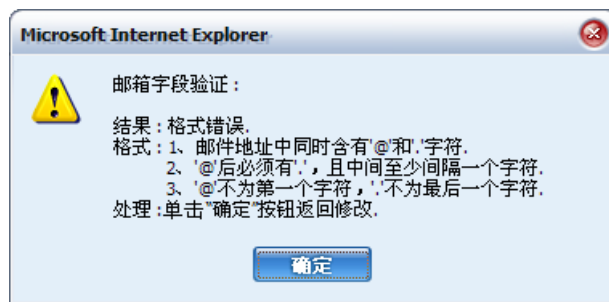 Microsoft Internet Explorer
邮箱字段验证：
结果：格式错误.
格式：1、邮件地址中同时含有'@'和'.'字符.
2、'@'后必须有'.'，且中间至少间隔一个字符.
3、'@'不为第一个字符，'.'不为最后一个字符.
处理：单击"确定"按钮返回修改.
确定